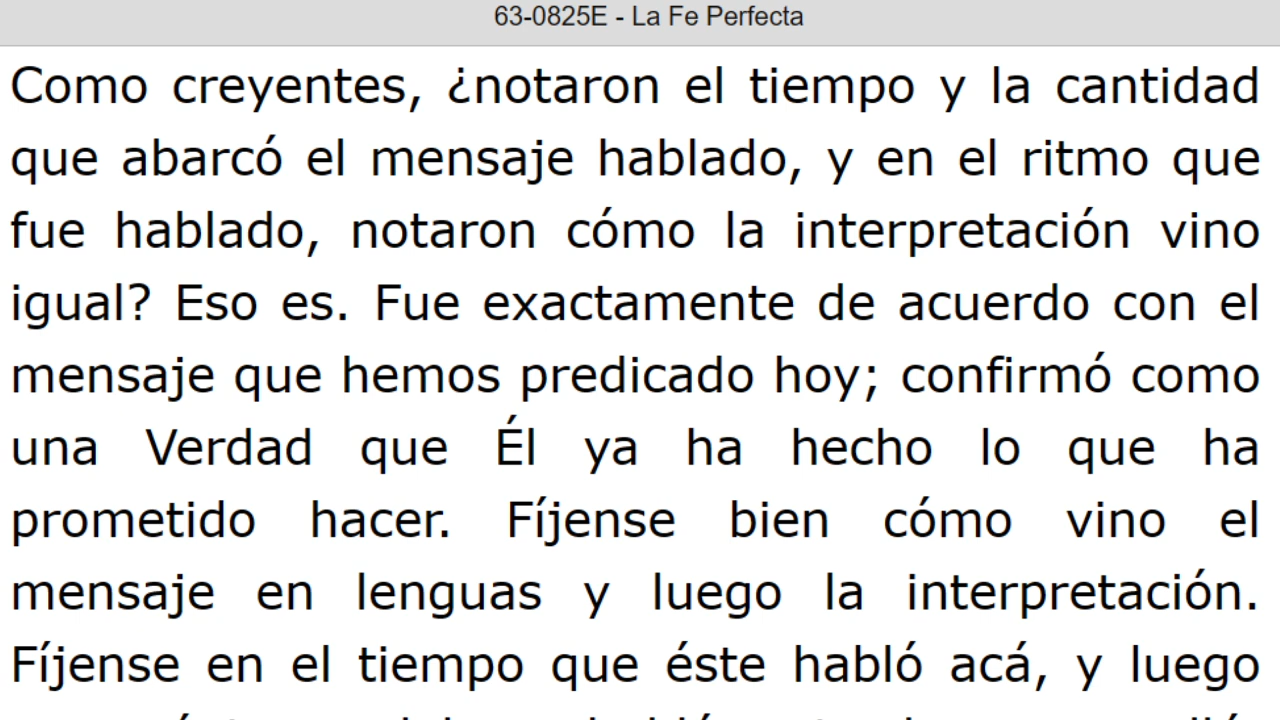 63-0825E - La Fe Perfecta
Como creyentes, ¿notaron el tiempo y la cantidad
que abarcó el mensaje hablado, y en el ritmo que
fue hablado, notaron cómo la interpretación vino
igual? Eso es. Fue exactamente de acuerdo con el
mensaje que hemos predicado hoy; confirmó como
una Verdad que Él ya ha hecho lo que ha
prometido hacer. Fíjense bien cómo vino el
mensaje en lenguas y luego la interpretación.
Fíjense en el tiempo que éste habló acá, y luego